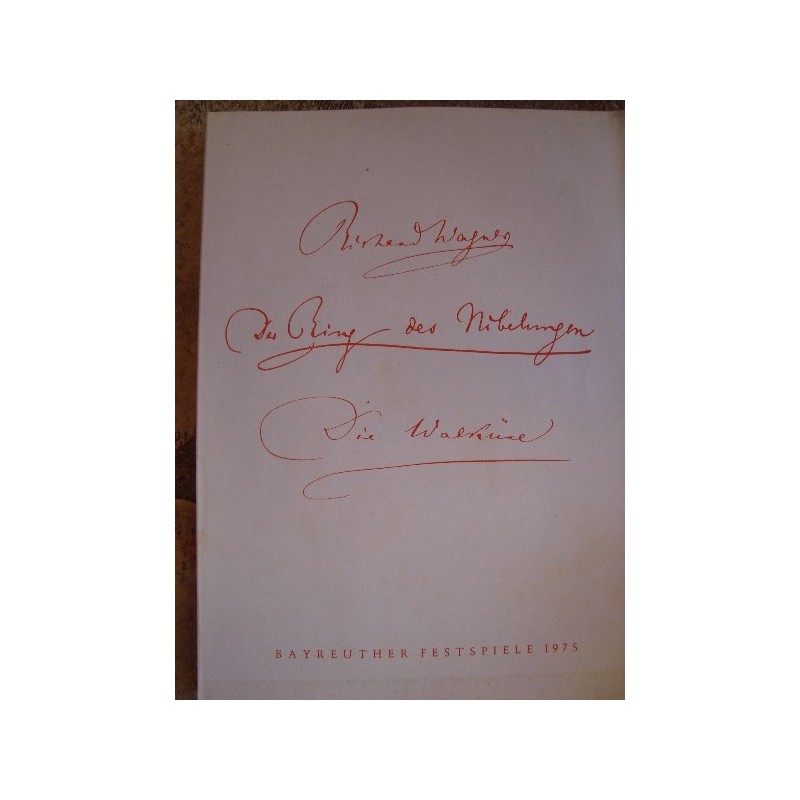 Richard Wagner
Der Ring des Nibelungen
Die Walküre
BAYREUTHER FESTSPIELE 1975